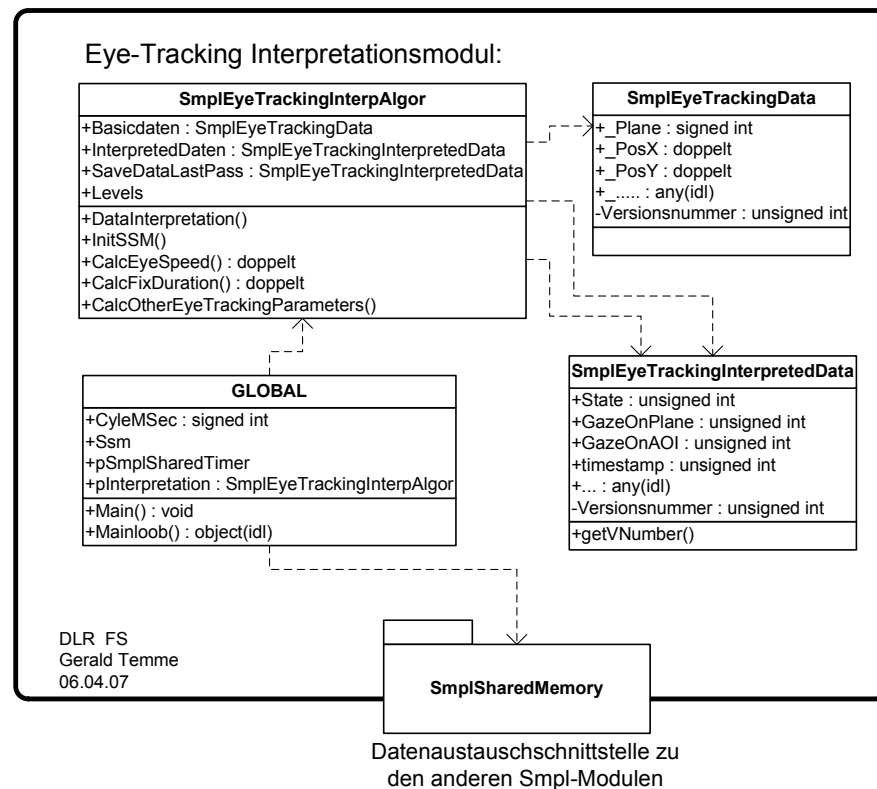 Eye-Tracking Interpretationsmodul:
SmplEyeTrackingInterpAlgor
+Basicdaten : SmplEyeTrackingData
+InterpretedDaten : SmplEyeTrackingInterpretedData
+SaveDataLastPass : SmplEyeTrackingInterpretedData
+Levels
+DataInterpretation()
+InitSSM()
+CalcEyeSpeed() : doppelt
+CalcFixDuration() : doppelt
+CalcOtherEyeTrackingParameters()
SmplEyeTrackingData
+_Plane : signed int
+_PosX : doppelt
+_PosY : doppelt
+_..... : any(idl)
-Versionsnummer : unsigned int
GLOBAL
+CyleMSec : signed int
+Ssm
+pSmplSharedTimer
+pInterpretation : SmplEyeTrackingInterpAlgor
+Main() : void
+Mainloob() : object(idl)
SmplEyeTrackingInterpretedData
+State : unsigned int
+GazeOnPlane : unsigned int
+GazeOnAOI : unsigned int
+timestamp : unsigned int
+... : any(idl)
-Versionsnummer : unsigned int
+getVNumber()
DLR FS
Gerald Temme
06.04.07
SmplSharedMemory
Datenaustauschschnittstelle zu
den anderen Smpl-Modulen